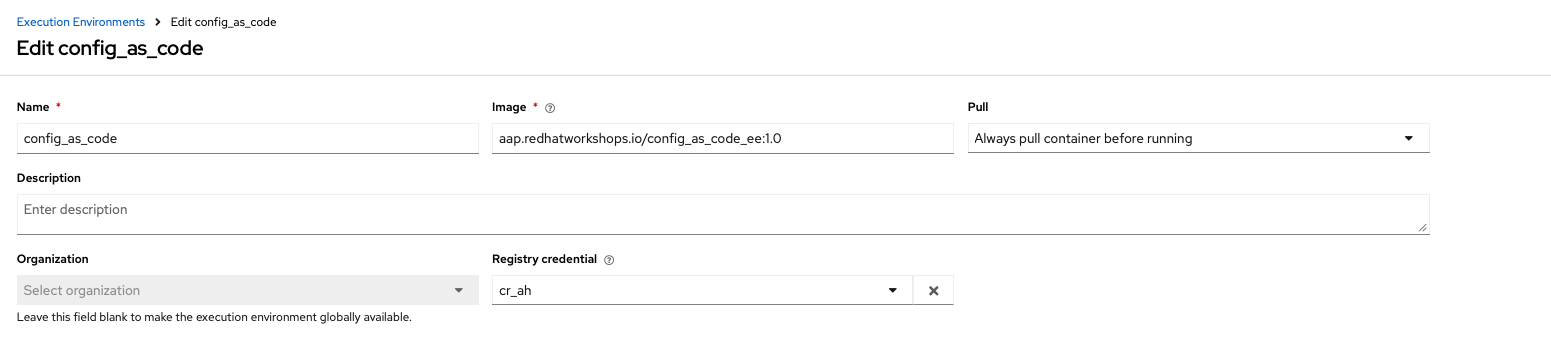 Execution Environments > Edit config_as_code
Edit config_as_code
Name * Image * Pull
config_as_code aap.redhatworkshops.io/config_as_code_ee:1.0 Always pull container before running
Description
Enter description
Organization Registry credential
Select organization cr_ah
Leave this field blank to make the execution environment globally available.